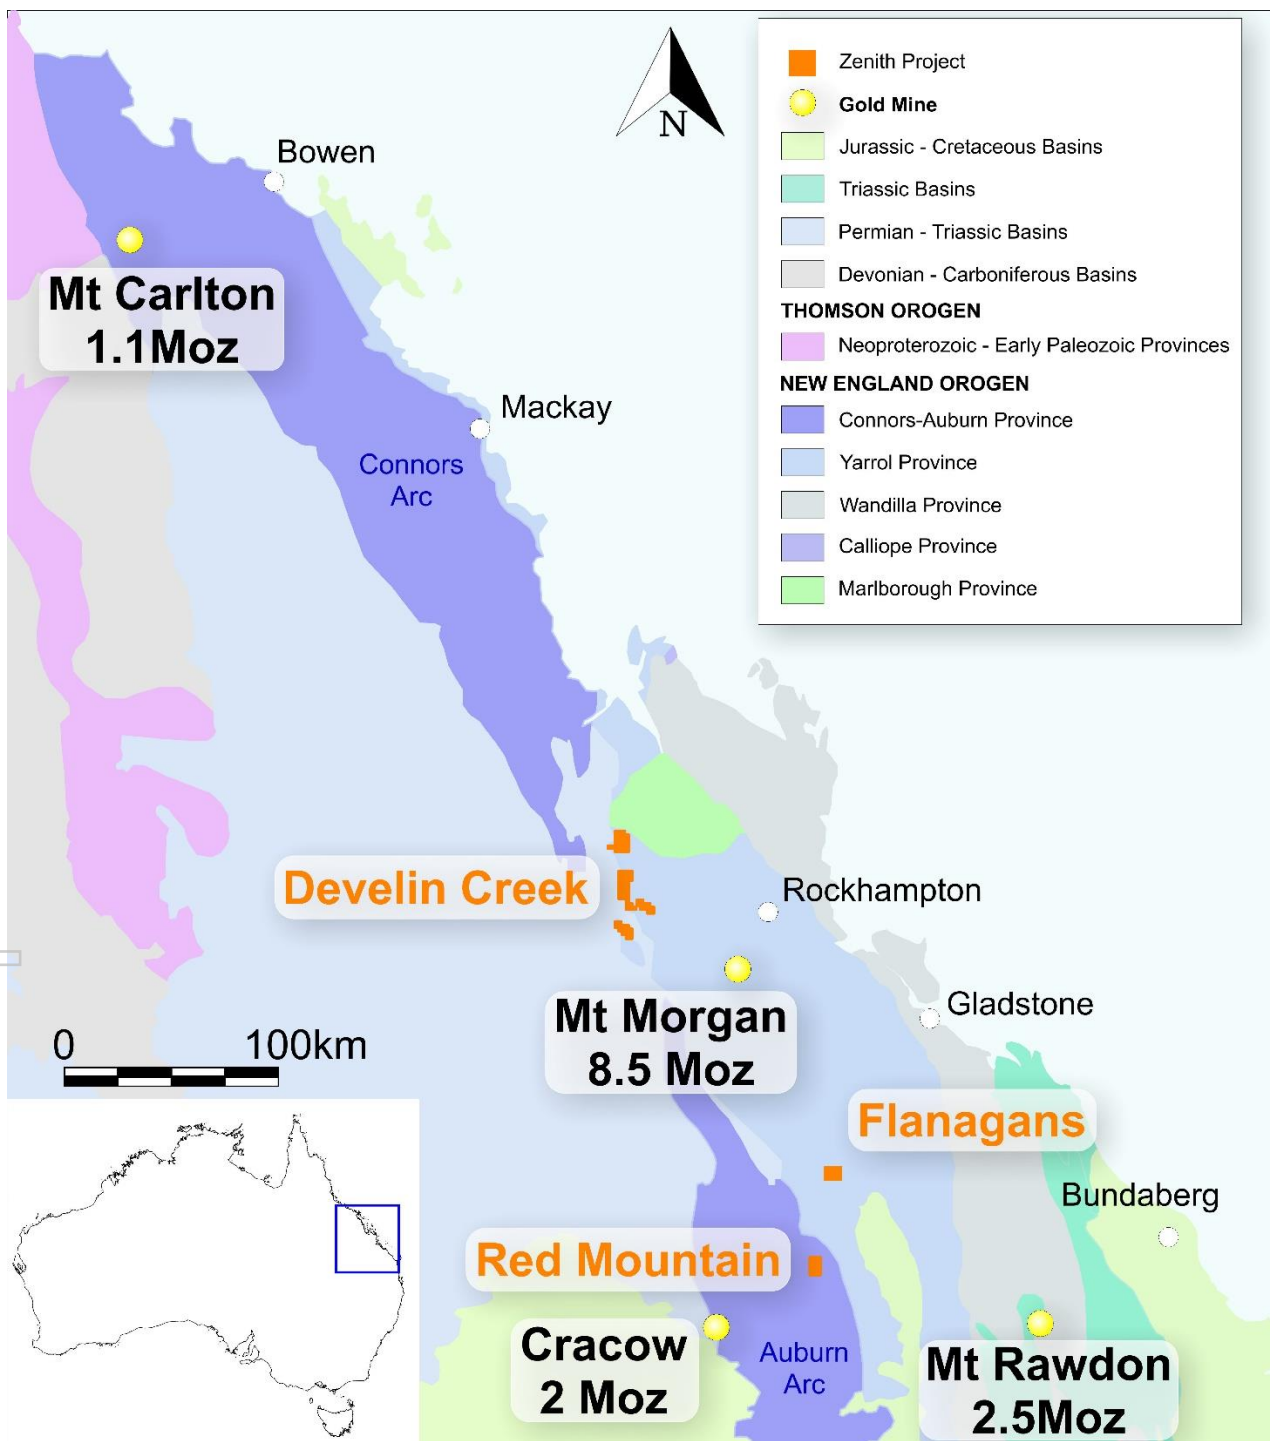 Zenith Project
Gold Mine
Jurassic - Cretaceous Basins
Triassic Basins
Permian - Triassic Basins
Devonian - Carboniferous Basins
THOMSON OROGEN
Neoproterozoic - Early Paleozoic Provinces
NEW ENGLAND OROGEN
Connors-Auburn Province
Yarrol Province
Wandilla Province
Calliope Province
Marlborough Province
N
Bowen
Mt Carlton
1.1Moz
Mackay
Connors
Arc
Develin Creek
Rockhampton
Mt Morgan
8.5 Moz
Gladstone
0 100km
Flanagans
Bundaberg
Red Mountain
Cracow
2 Moz
Auburn
Arc
Mt Rawdon
2.5Moz